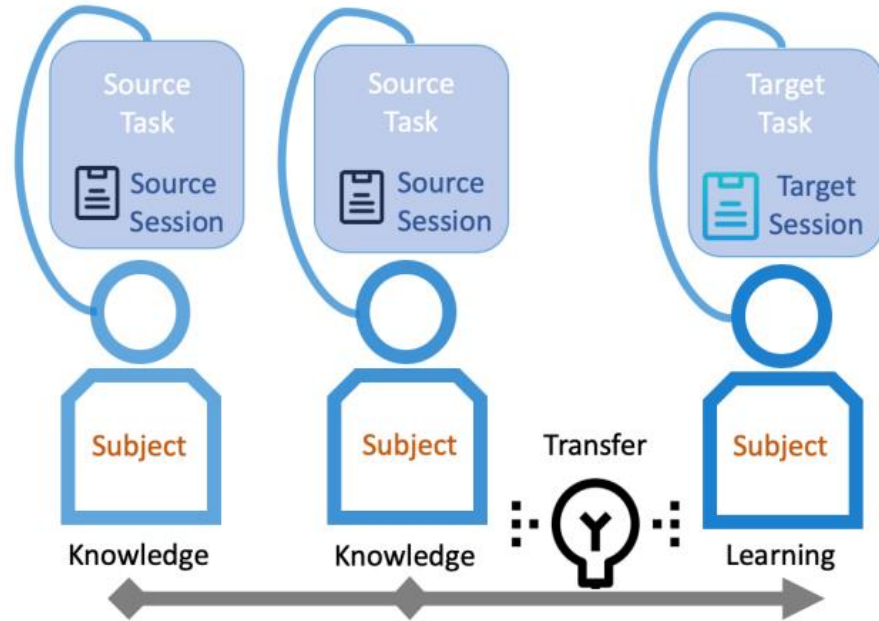 Source
Task
Source
Session
Subject
Knowledge
Source
Task
Source
Session
Subject
Knowledge
Transfer
Target
Task
Target
Session
Subject
Learning